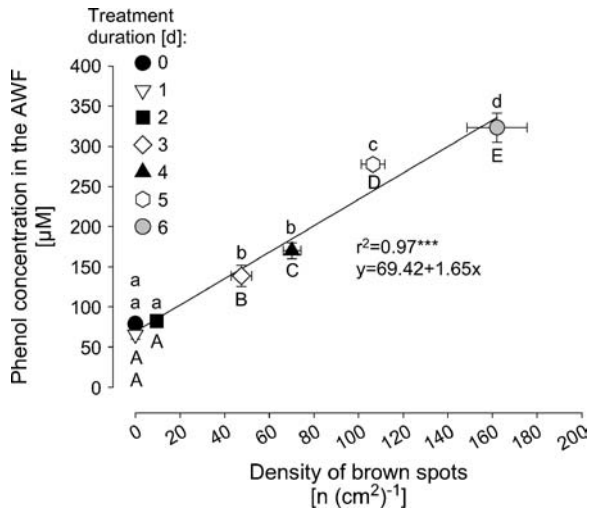 Treatment
duration [d]:
0
1
2
3
4
5
6
Phenol concentration in the AWF
[µM]
400
350
300
250
200
150
100
50
0
a
a
a
A
A
A
b
B
b
C
c
D
d
E
r²=0.97***
y=69.42+1.65x
0
20
40
60
80
100
120
140
160
180
200
Density of brown spots
[n (cm²)⁻¹]